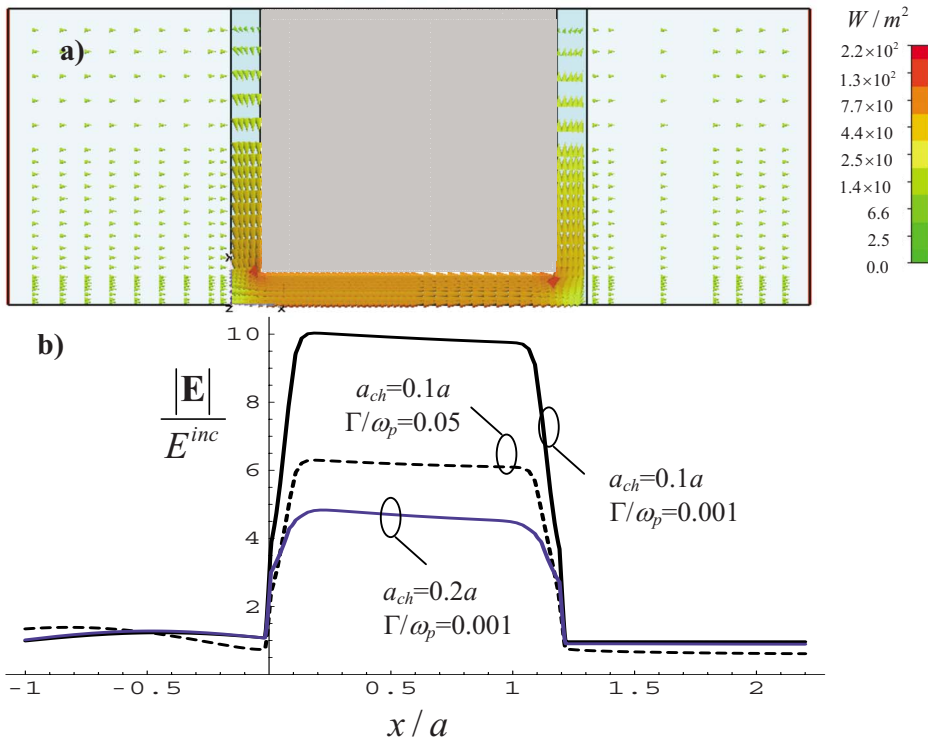 a)
W / m²
2.2×10²
1.3×10²
7.7×10
4.4×10
2.5×10
1.4×10
6.6
2.5
0.0
z
x
b)
|E|
E^inc
10
8
6
4
2
a_ch=0.1a
Γ/ω_p=0.05
a_ch=0.1a
Γ/ω_p=0.001
a_ch=0.2a
Γ/ω_p=0.001
-1
-0.5
0.5
1
1.5
2
x / a